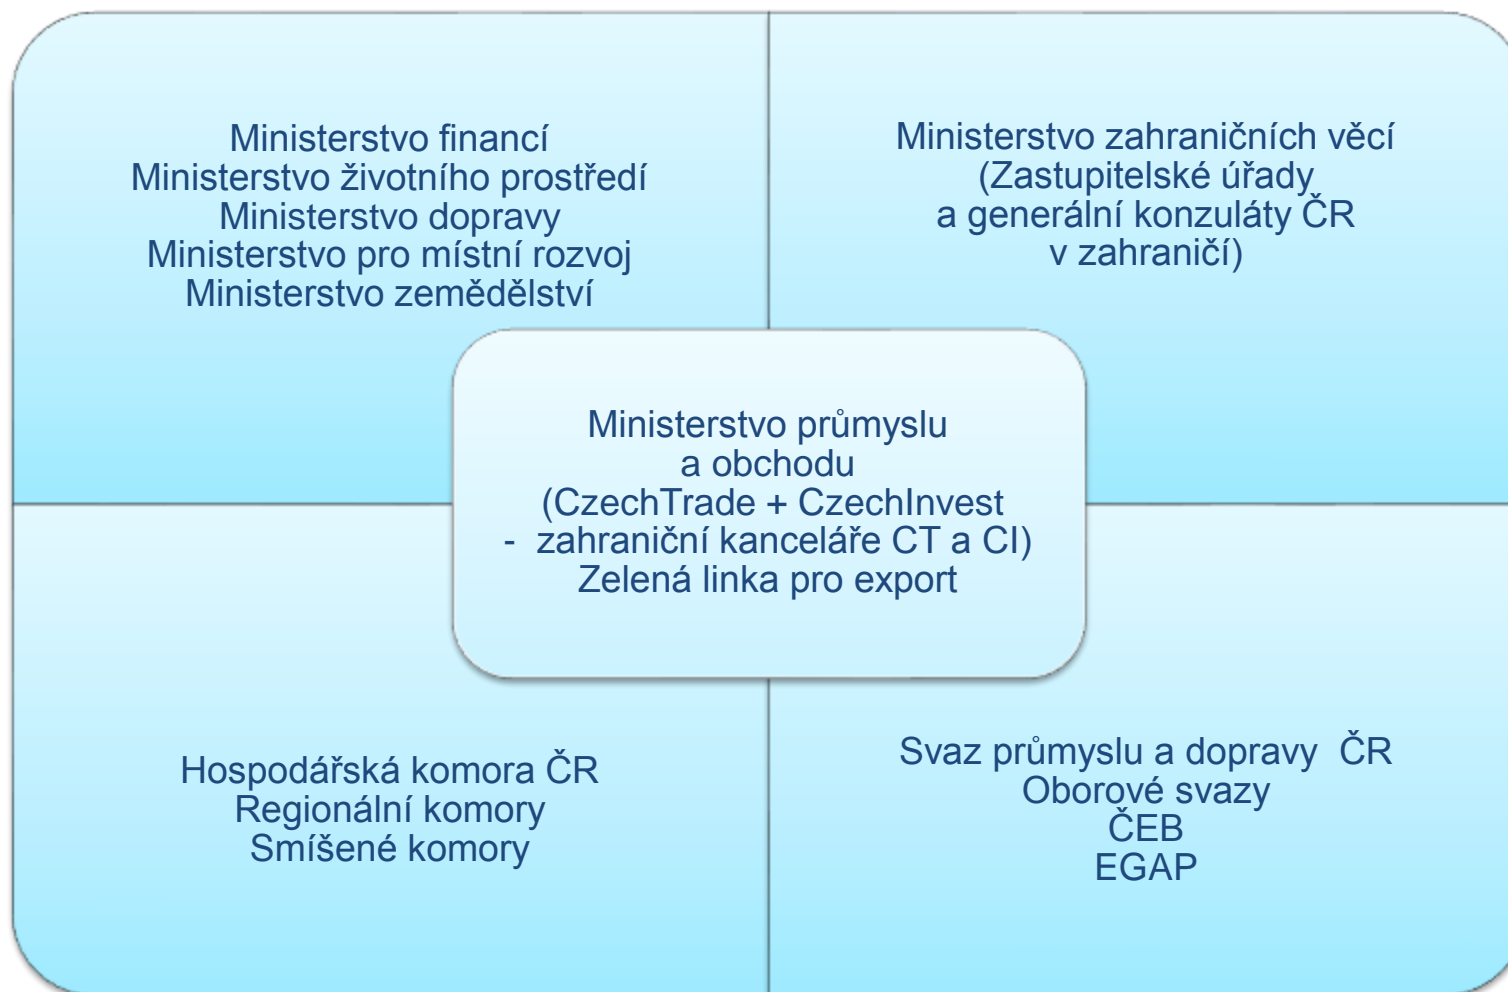 Ministerstvo financí
Ministerstvo životního prostředí
Ministerstvo dopravy
Ministerstvo pro místní rozvoj
Ministerstvo zemědělství
Ministerstvo zahraničních věcí
(Zastupitelské úřady
a generální konzuláty ČR
v zahraničí)
Ministerstvo průmyslu
a obchodu
(CzechTrade + CzechInvest
- zahraniční kanceláře CT a CI)
Zelená linka pro export
Hospodářská komora ČR
Regionální komory
Smíšené komory
Svaz průmyslu a dopravy ČR
Oborové svazy
ČEB
EGAP